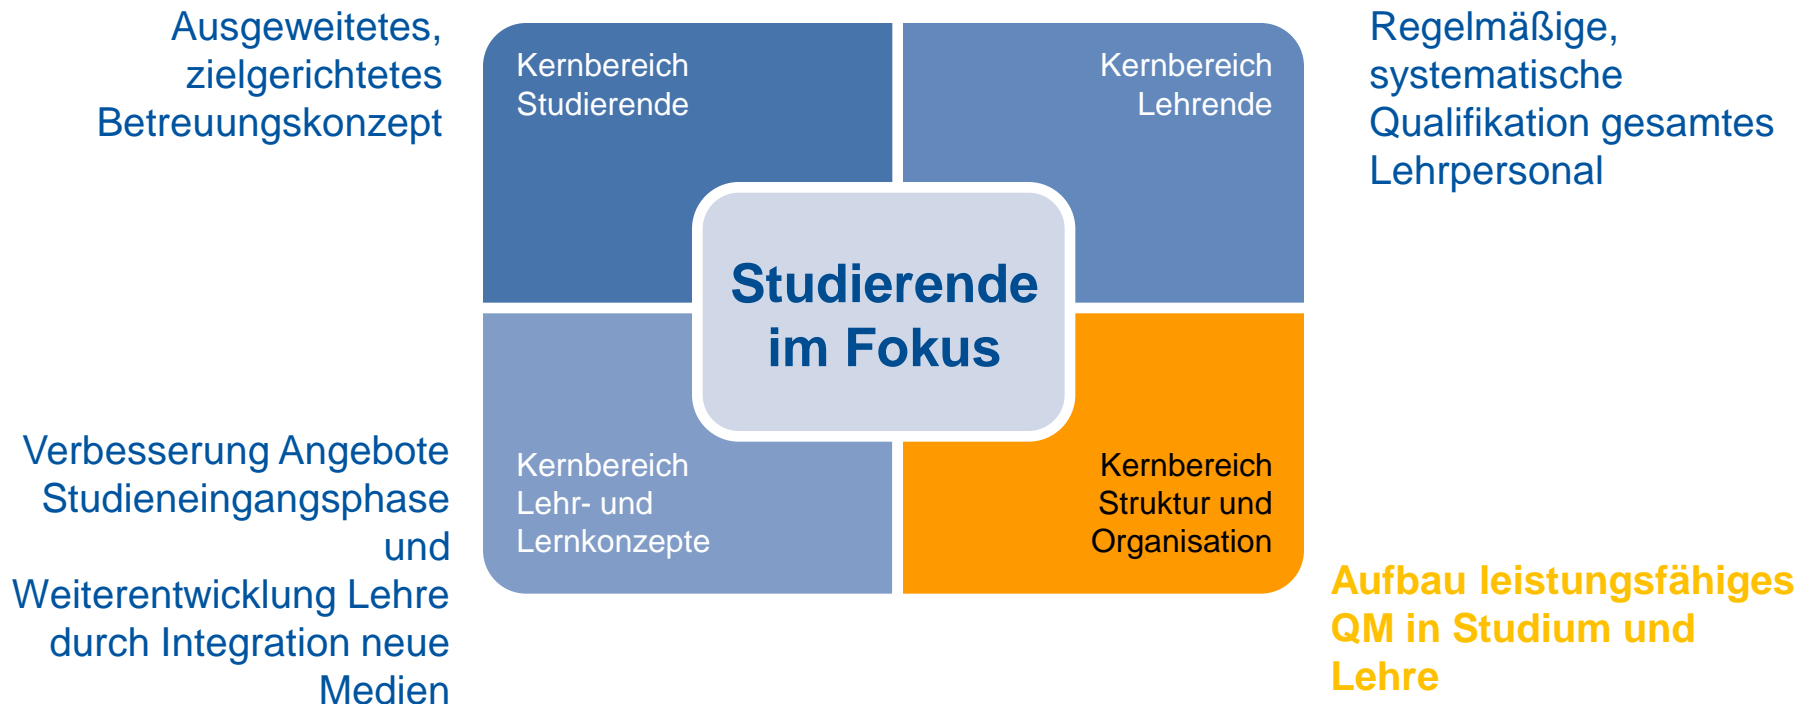 Ausgeweitetes,
zielgerichtetes
Betreuungskonzept
Kernbereich
Studierende
Kernbereich
Lehrende
Regelmäßige,
systematische
Qualifikation gesamtes
Lehrpersonal
Studierende
im Fokus
Verbesserung Angebote
Studieneingangsphase
und
Weiterentwicklung Lehre
durch Integration neue
Medien
Kernbereich
Lehr- und
Lernkonzepte
Kernbereich
Struktur und
Organisation
Aufbau leistungsfähiges
QM in Studium und
Lehre